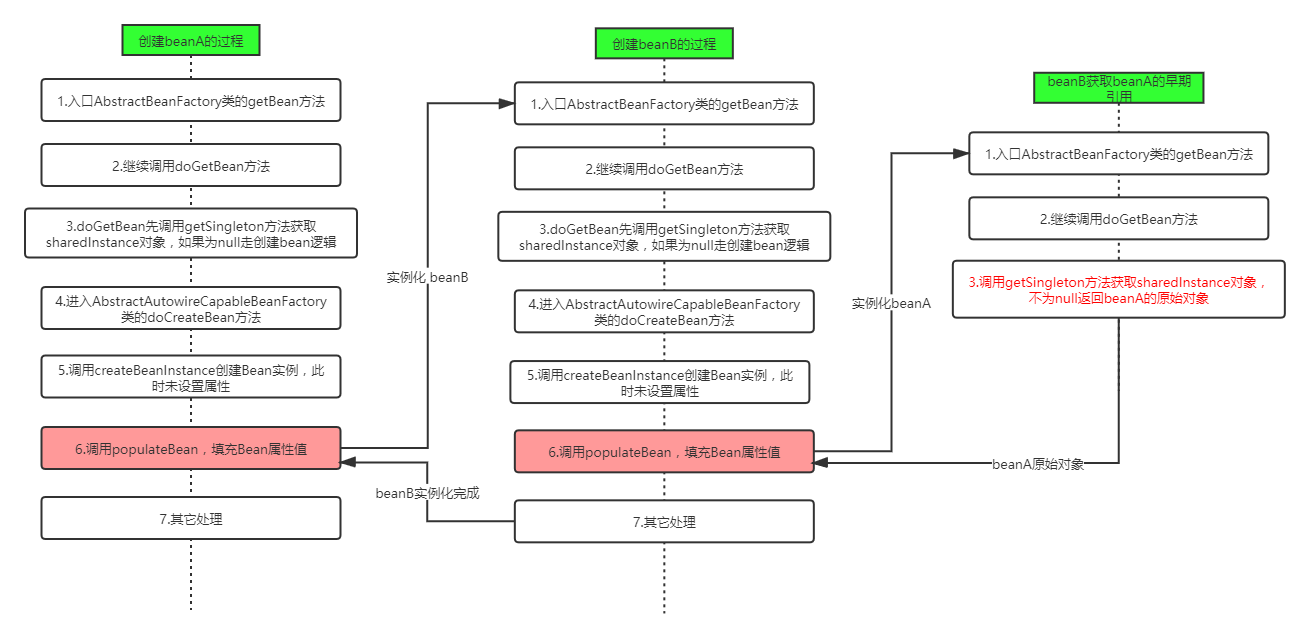 创建beanA的过程
1.入口AbstractBeanFactory类的getBean方法
2.继续调用doGetBean方法
3.doGetBean先调用getSingleton方法获取
sharedInstance对象，如果为null走创建bean逻辑
4.进入AbstractAutowireCapableBeanFactory
类的doCreateBean方法
5.调用createBeanInstance创建Bean实例，此
时未设置属性
6.调用populateBean，填充Bean属性值
7.其它处理
实例化 beanB
beanB实例化完成
创建beanB的过程
1.入口AbstractBeanFactory类的getBean方法
2.继续调用doGetBean方法
3.doGetBean先调用getSingleton方法获取
sharedInstance对象，如果为null走创建bean逻辑
4.进入AbstractAutowireCapableBeanFactory
类的doCreateBean方法
5.调用createBeanInstance创建Bean实例，此
时未设置属性
6.调用populateBean，填充Bean属性值
7.其它处理
实例化beanA
beanA原始对象
beanB获取beanA的早期
引用
1.入口AbstractBeanFactory类的getBean方法
2.继续调用doGetBean方法
3.调用getSingleton方法获取sharedInstance对象，
不为null返回beanA的原始对象